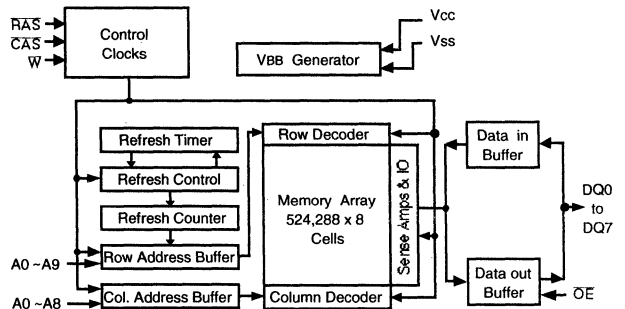 RAS
CAS
W
Control
Clocks
Vcc
Vss
VBB Generator
Refresh Timer
Refresh Control
Refresh Counter
Row Address Buffer
Col. Address Buffer
A0 ~A9
A0 ~A8
Row Decoder
Memory Array
524,288 x 8
Cells
Column Decoder
Sense Amps & IO
Data in
Buffer
Data out
Buffer
DQ0
to
DQ7
OE